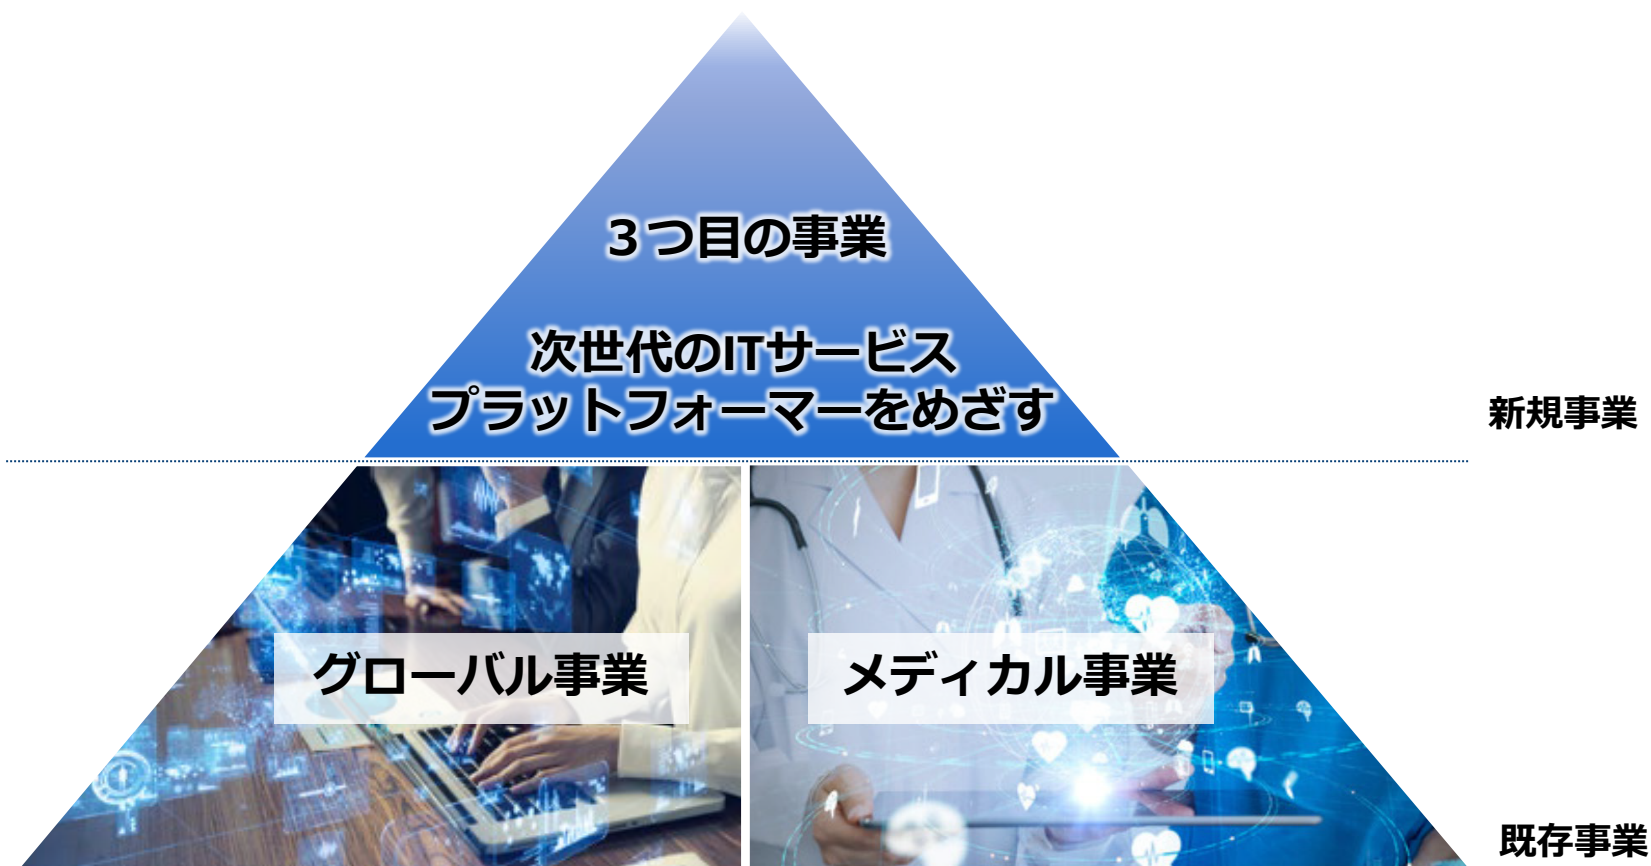 ３つ目の事業
次世代のITサービス
プラットフォーマーをめざす
新規事業
グローバル事業
メディカル事業
既存事業